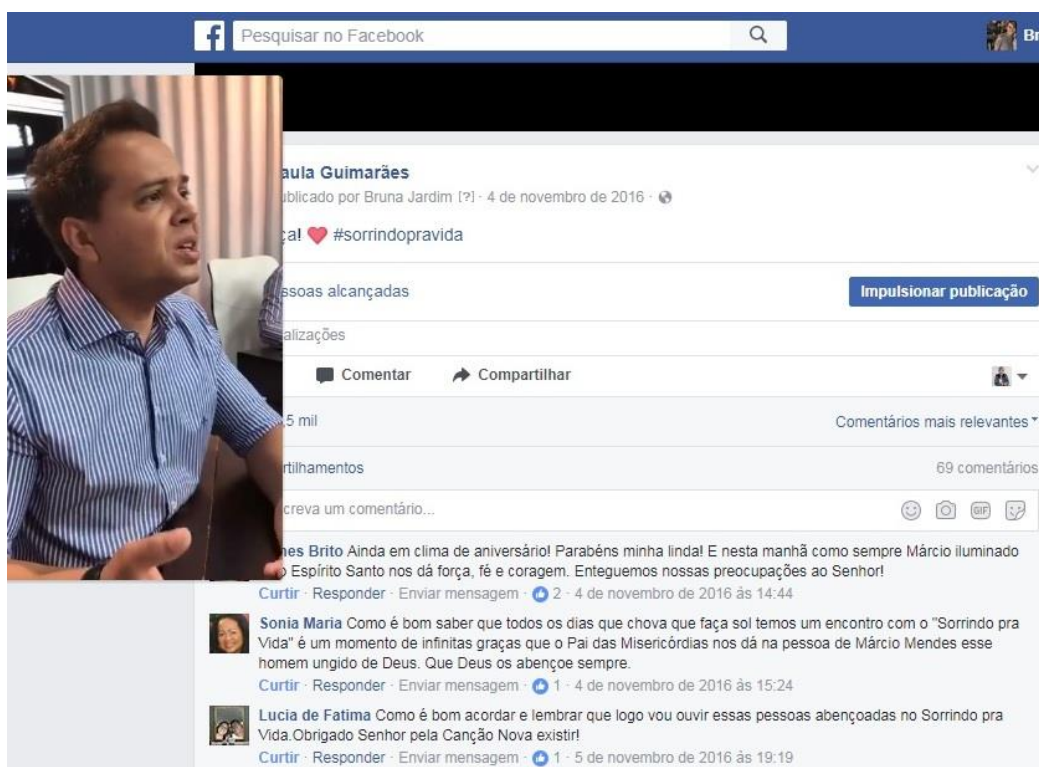 f Pesquisar no Facebook
Br
aula Guimarães
ublicado por Bruna Jardim [?] · 4 de novembro de 2016 ·
ça! ❤ #sorrindopravida
ssoas alcançadas
Impulsionar publicação
alizações
Comentar Compartilhar
,5 mil
Comentários mais relevantes
rtilhamentos
69 comentários
creva um comentário...
GIF
nes Brito Ainda em clima de aniversário! Parabéns minha linda! E nesta manhã como sempre Márcio iluminado
o Espírito Santo nos dá força, fé e coragem. Enteguemos nossas preocupações ao Senhor!
Curtir · Responder · Enviar mensagem · 2 · 4 de novembro de 2016 às 14:44
Sonia Maria Como é bom saber que todos os dias que chova que faça sol temos um encontro com o "Sorrindo pra
Vida" é um momento de infinitas graças que o Pai das Misericórdias nos dá na pessoa de Márcio Mendes esse
homem ungido de Deus. Que Deus os abençoe sempre.
Curtir · Responder · Enviar mensagem · 1 · 4 de novembro de 2016 às 15:24
Lucia de Fatima Como é bom acordar e lembrar que logo vou ouvir essas pessoas abençoadas no Sorrindo pra
Vida.Obrigado Senhor pela Canção Nova existir!
Curtir · Responder · Enviar mensagem · 1 · 5 de novembro de 2016 às 19:19